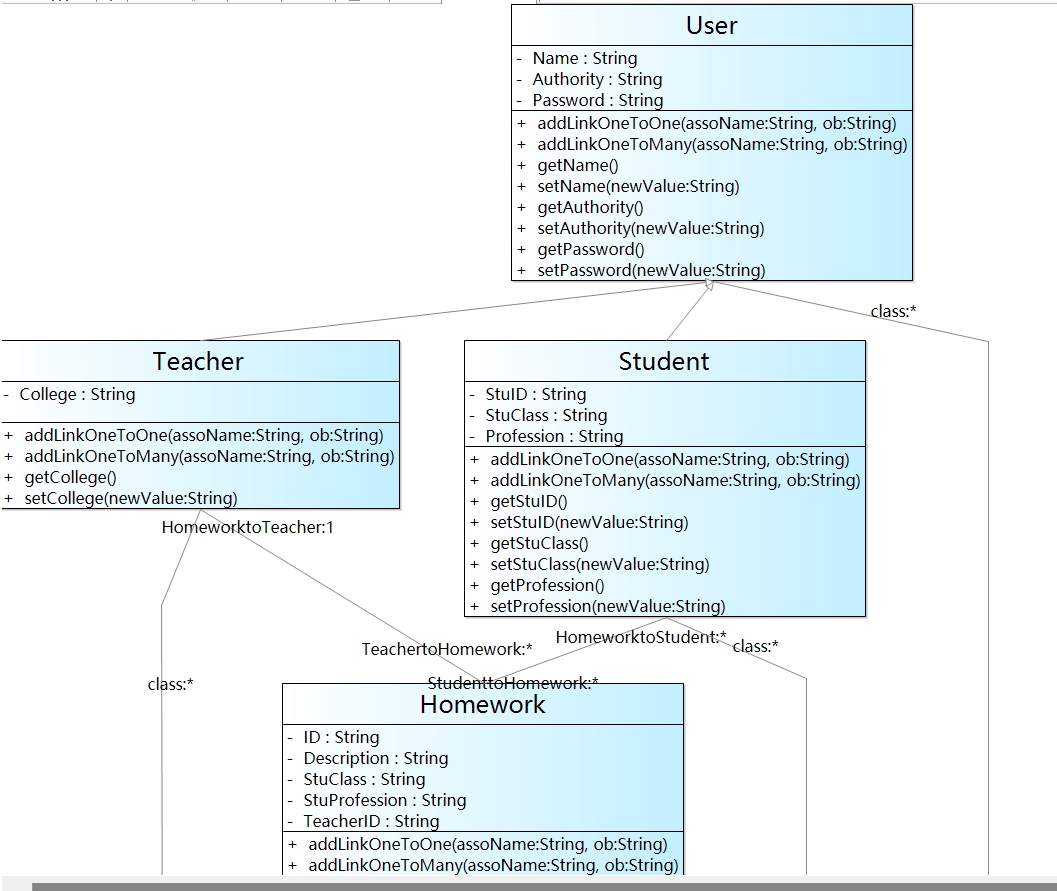 User
- Name : String
- Authority : String
- Password : String
+ addLinkOneToOne(assoName:String, ob:String)
+ addLinkOneToMany(assoName:String, ob:String)
+ getName()
+ setName(newValue:String)
+ getAuthority()
+ setAuthority(newValue:String)
+ getPassword()
+ setPassword(newValue:String)
class:*
Teacher
- College : String
+ addLinkOneToOne(assoName:String, ob:String)
+ addLinkOneToMany(assoName:String, ob:String)
+ getCollege()
+ setCollege(newValue:String)
Student
- StuID : String
- StuClass : String
- Profession : String
+ addLinkOneToOne(assoName:String, ob:String)
+ addLinkOneToMany(assoName:String, ob:String)
+ getStuID()
+ setStuID(newValue:String)
+ getStuClass()
+ setStuClass(newValue:String)
+ getProfession()
+ setProfession(newValue:String)
HomeworktoTeacher:1
TeachertoHomework:*
HomeworktoStudent:*
class:*
class:*
StudenttoHomework:*
Homework
- ID : String
- Description : String
- StuClass : String
- StuProfession : String
- TeacherID : String
+ addLinkOneToOne(assoName:String, ob:String)
+ addLinkOneToMany(assoName:String, ob:String)